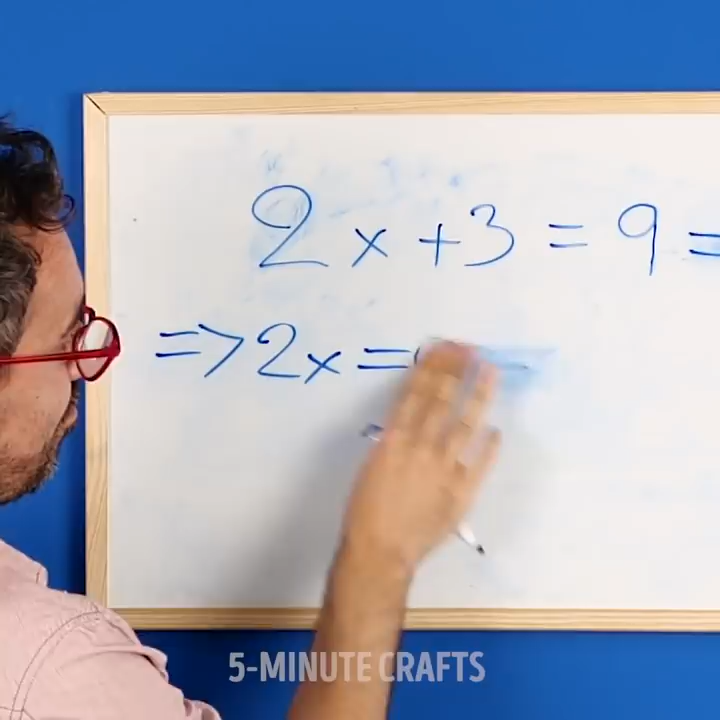 2x+3=9=
=>2x=
5-MINUTE CRAFTS